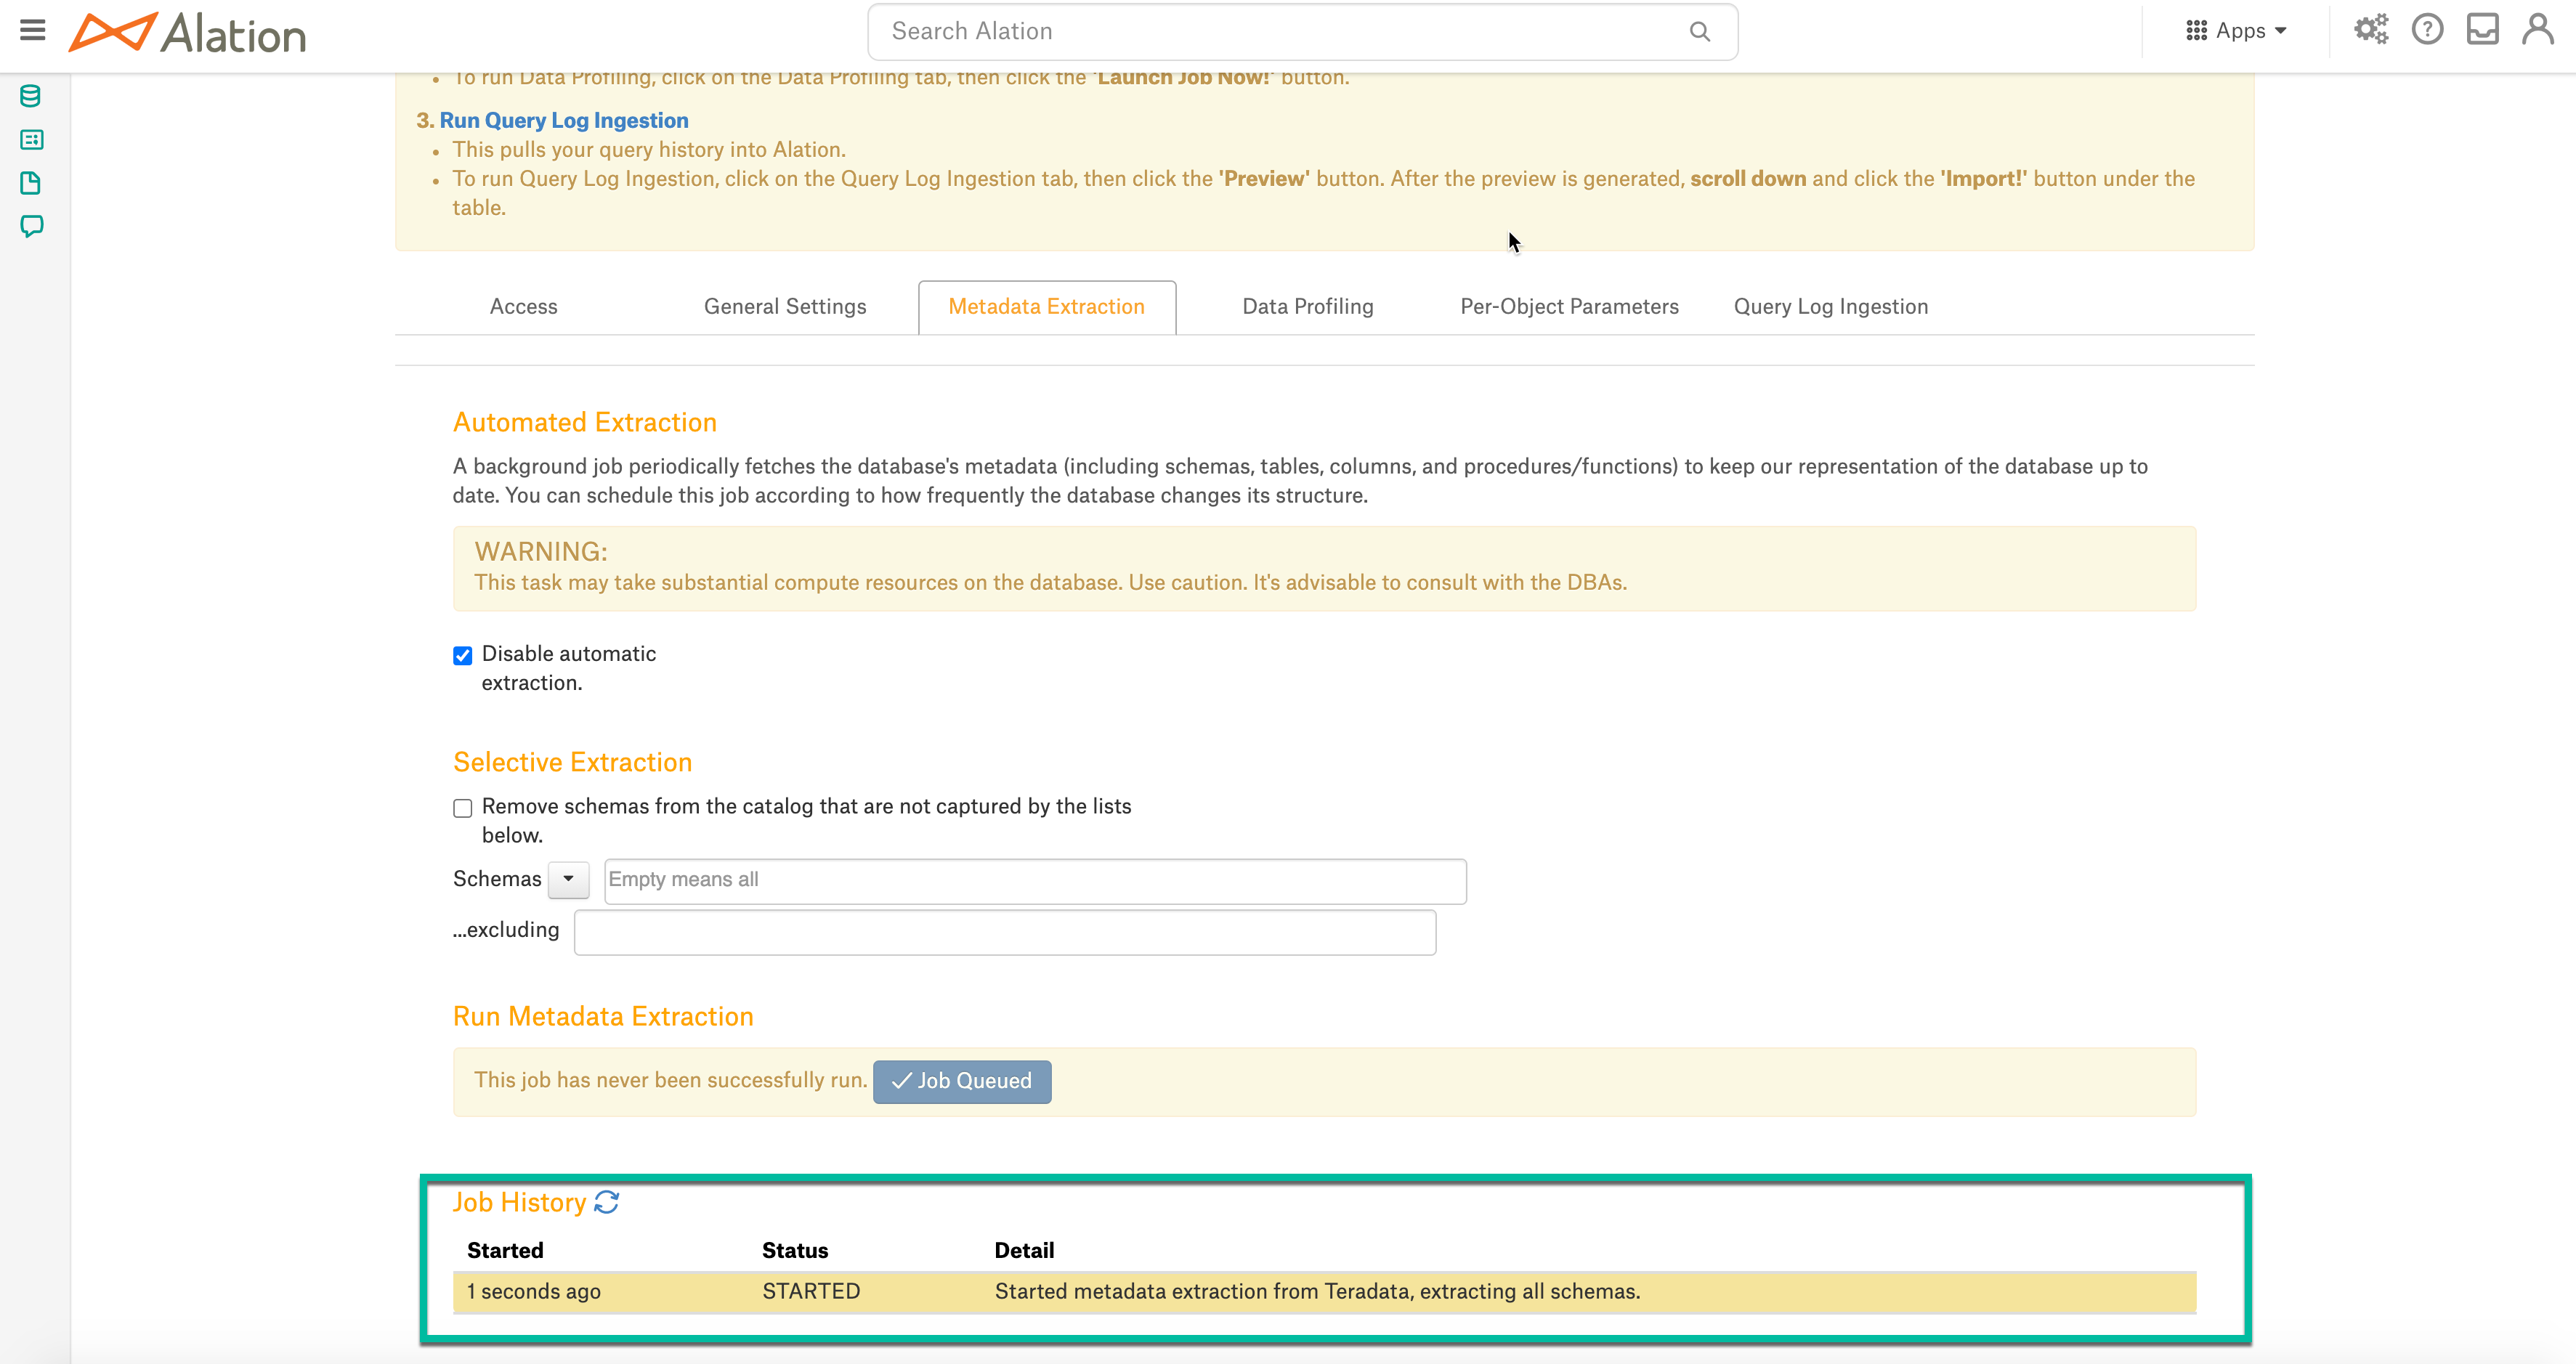 Alation
Search Alation
Apps
• To run Data Profiling, click on the Data Profiling tab, then click the 'Launch Job Now!' button.
3. Run Query Log Ingestion
• This pulls your query history into Alation.
• To run Query Log Ingestion, click on the Query Log Ingestion tab, then click the 'Preview' button. After the preview is generated, scroll down and click the 'Import!' button under the
table.
Access General Settings Metadata Extraction Data Profiling Per-Object Parameters Query Log Ingestion
Automated Extraction
A background job periodically fetches the database's metadata (including schemas, tables, columns, and procedures/functions) to keep our representation of the database up to
date. You can schedule this job according to how frequently the database changes its structure.
WARNING:
This task may take substantial compute resources on the database. Use caution. It's advisable to consult with the DBAs.
Disable automatic
extraction.
Selective Extraction
Remove schemas from the catalog that are not captured by the lists
below.
Schemas Empty means all
...excluding
Run Metadata Extraction
This job has never been successfully run. Job Queued
Job History
Started Status Detail
1 seconds ago STARTED Started metadata extraction from Teradata, extracting all schemas.